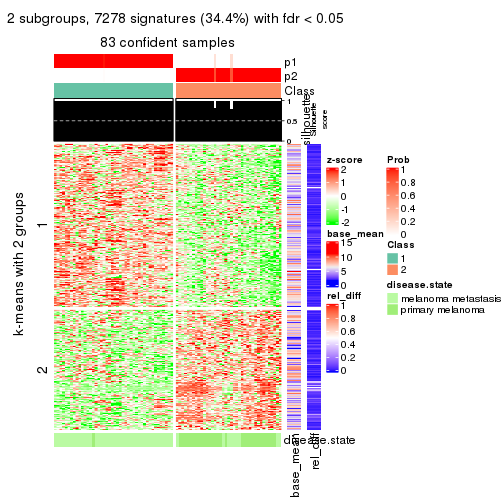 2 subgroups, 7278 signatures (34.4%) with fdr < 0.05
83 confident samples
p1
p2
Class
silhouette
Silhouette
score
1
0.5
0
k-means with 2 groups
1
2
z-score
2
1
0
-1
-2
base_mean
15
10
5
0
rel_diff
1
0.8
0.6
0.4
0.2
0
Prob
1
0.8
0.6
0.4
0.2
0
Class
1
2
disease.state
melanoma metastasis
primary melanoma
disease.state
base_mean
rel_diff